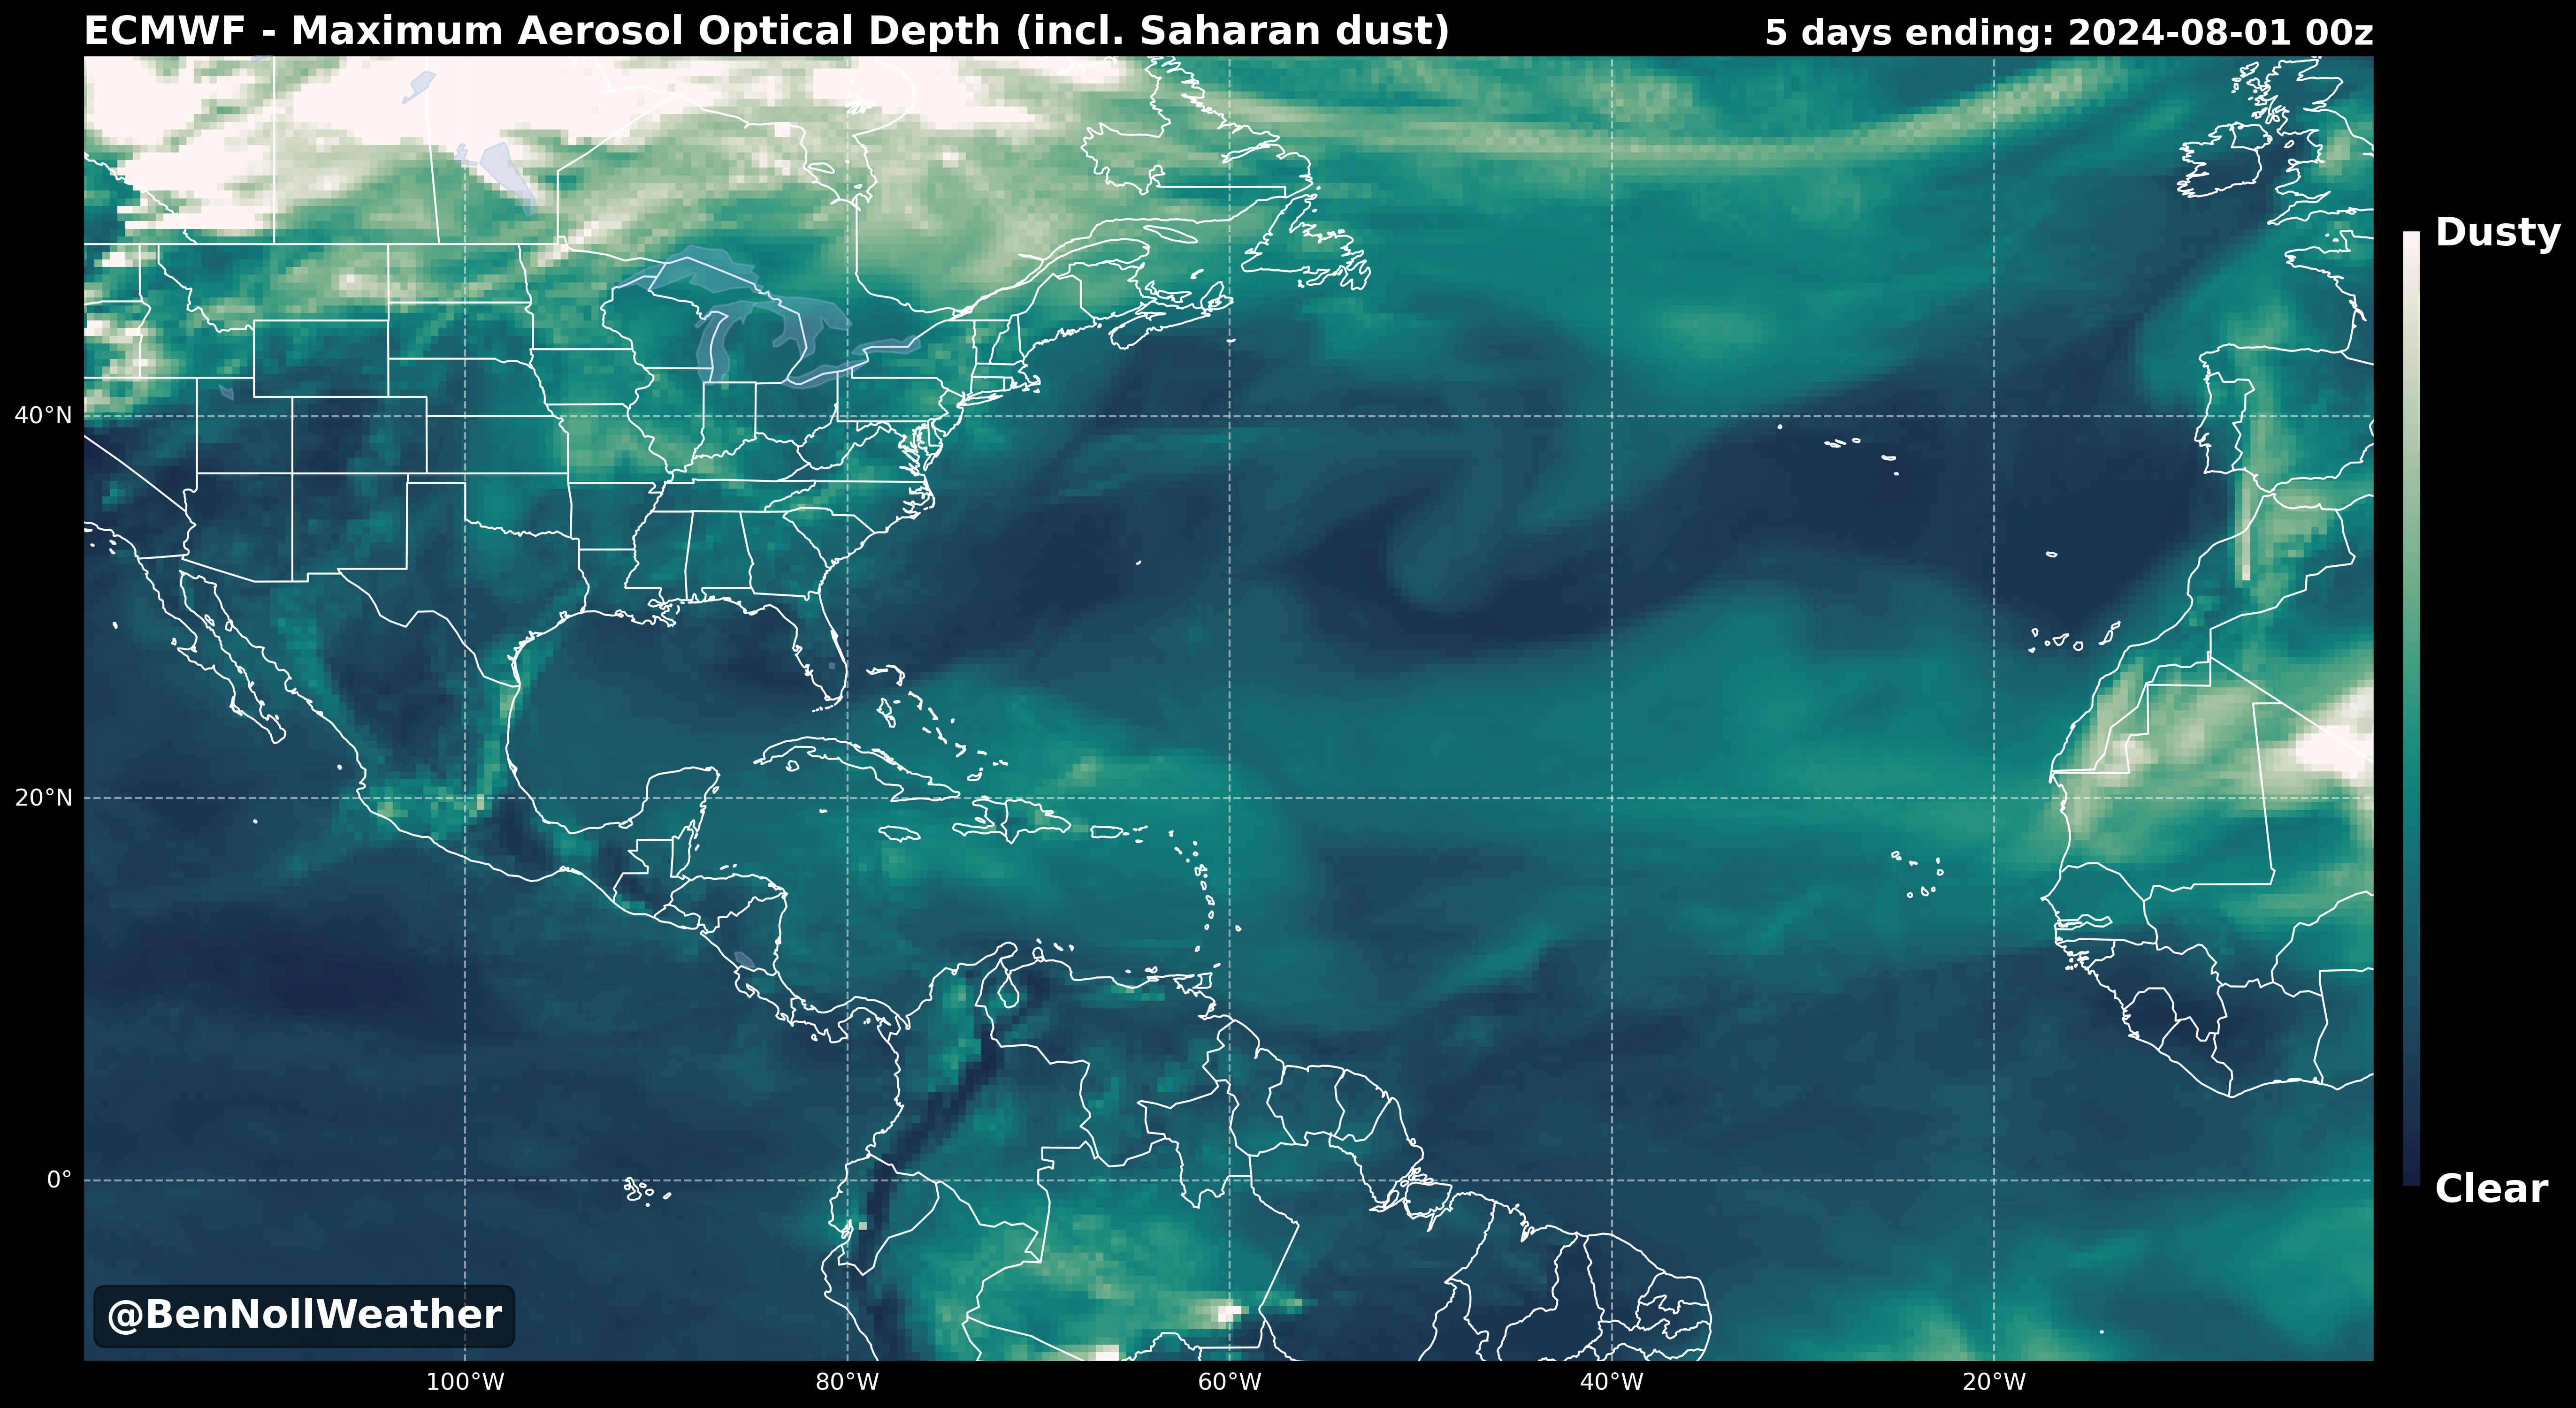 ECMWF - Maximum Aerosol Optical Depth (incl. Saharan dust)
5 days ending: 2024-08-01 00z
Dusty
40°N
20°N
0°
Clear
@BenNollWeather
100°W
80°W
60°W
40°W
20°W